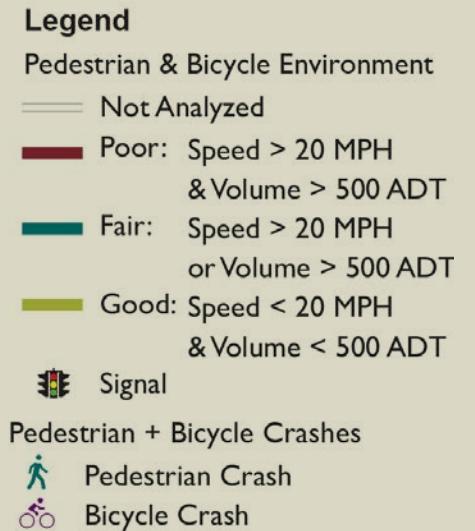 Legend
Pedestrian & Bicycle Environment
Not Analyzed
Poor: Speed > 20 MPH
& Volume > 500 ADT
Fair: Speed > 20 MPH
or Volume > 500 ADT
Good: Speed < 20 MPH
& Volume < 500 ADT
Signal
Pedestrian + Bicycle Crashes
Pedestrian Crash
Bicycle Crash